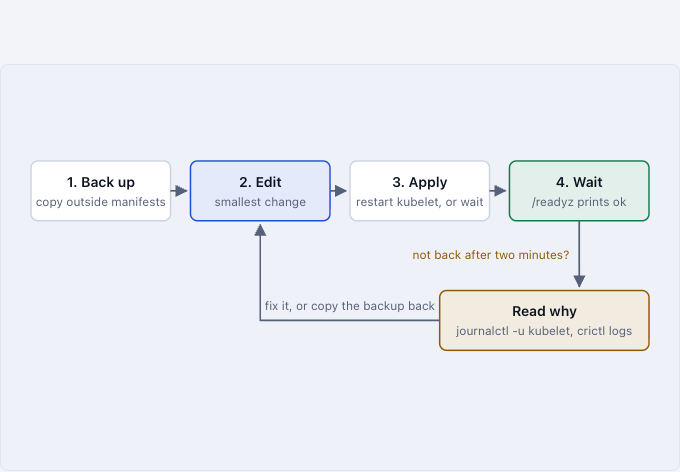 1. Back up
copy outside manifests
2. Edit
smallest change
3. Apply
restart kubelet, or wait
4. Wait
/readyz prints ok
not back after two minutes?
fix it, or copy the backup back
Read why
journalctl -u kubelet, crictl logs